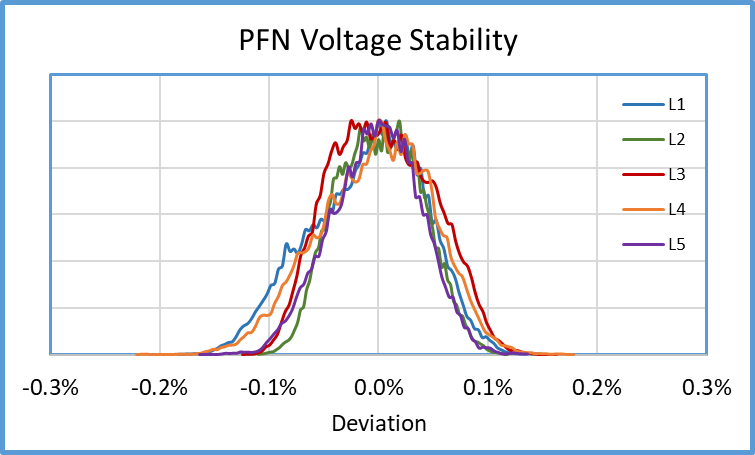 PFN Voltage Stability
L1
L2
L3
L4
L5
-0.3% -0.2% -0.1% 0.0% 0.1% 0.2% 0.3%
Deviation